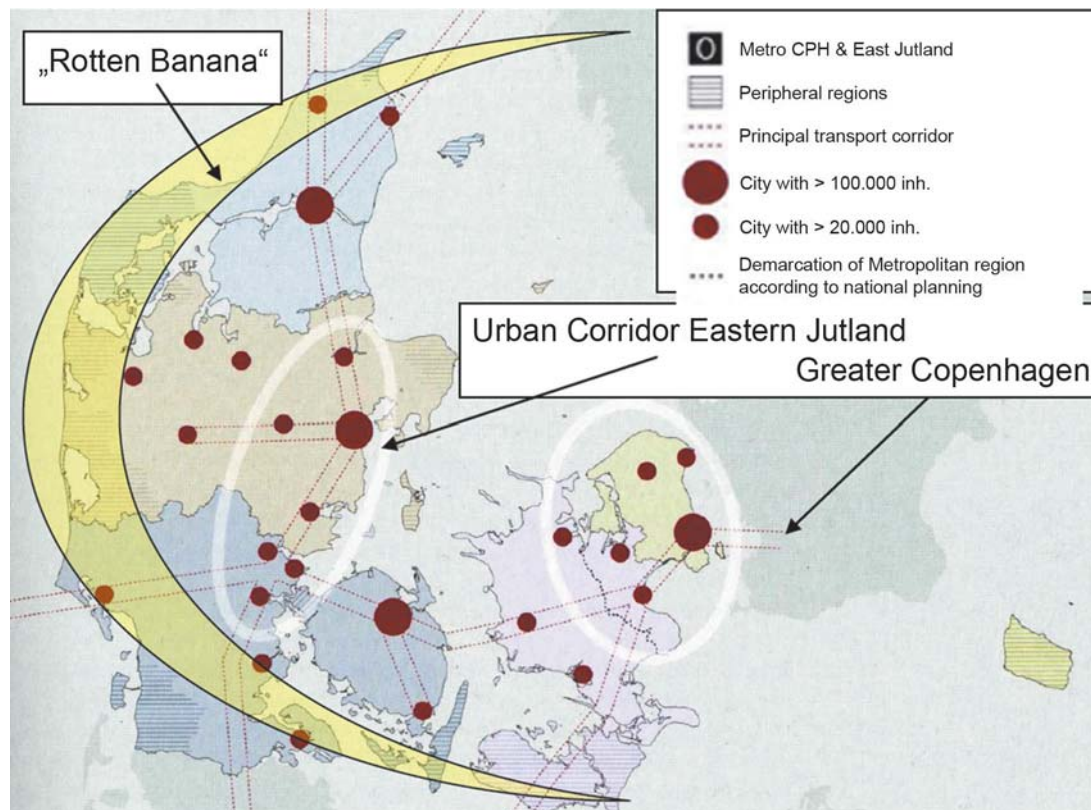 „Rotten Banana“
Metro CPH & East Jutland
Peripheral regions
Principal transport corridor
City with > 100.000 inh.
City with > 20.000 inh.
Demarcation of Metropolitan region
according to national planning
Urban Corridor Eastern Jutland
Greater Copenhagen